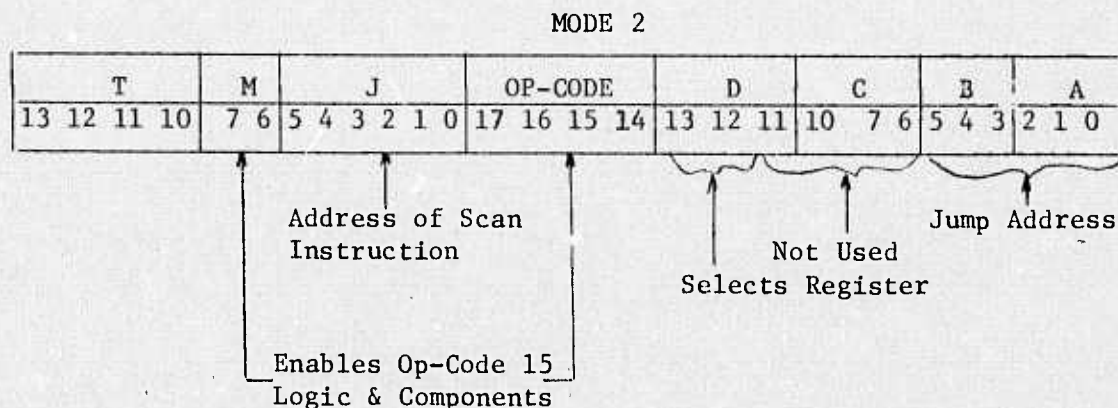 MODE 2
T M J OP-CODE D C B A
13 12 11 10 7 6 5 4 3 2 1 0 17 16 15 14 13 12 11 10 7 6 5 4 3 2 1 0
Address of Scan
Instruction
Jump Address
Not Used
Selects Register
Enables Op-Code 15
Logic & Components